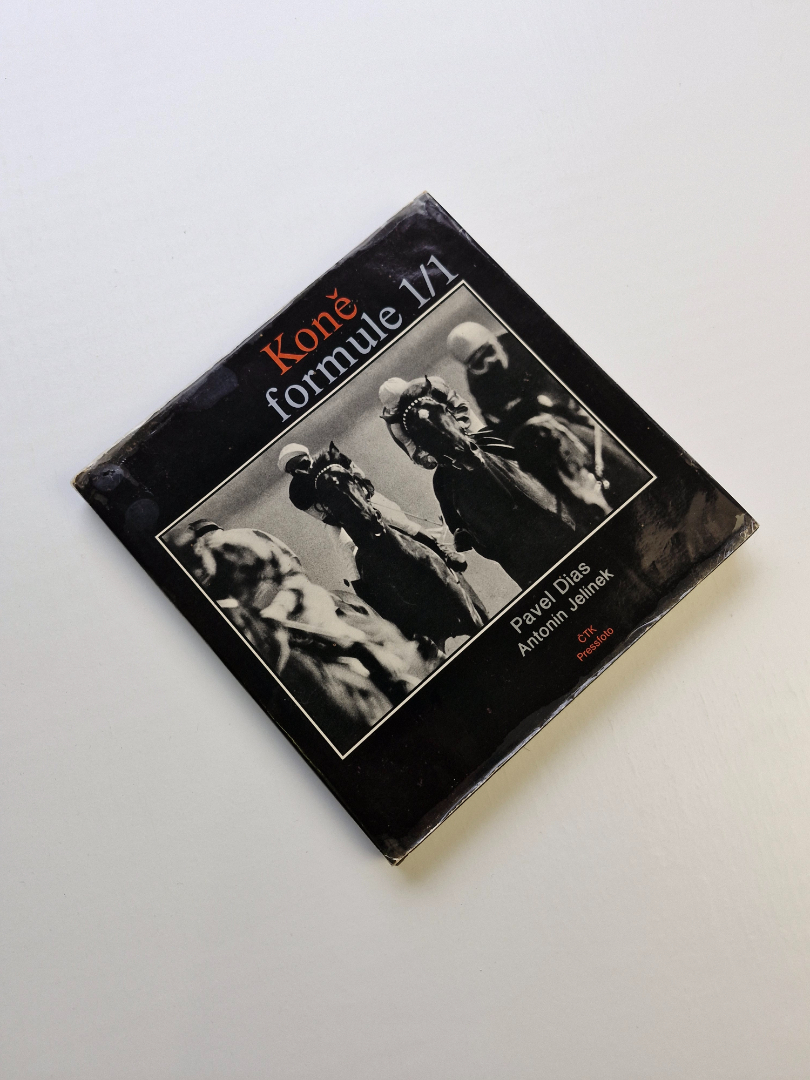 Koně
formule 1/1
Pavel Dias
Antonín Jelínek
ČTK
Pressfoto